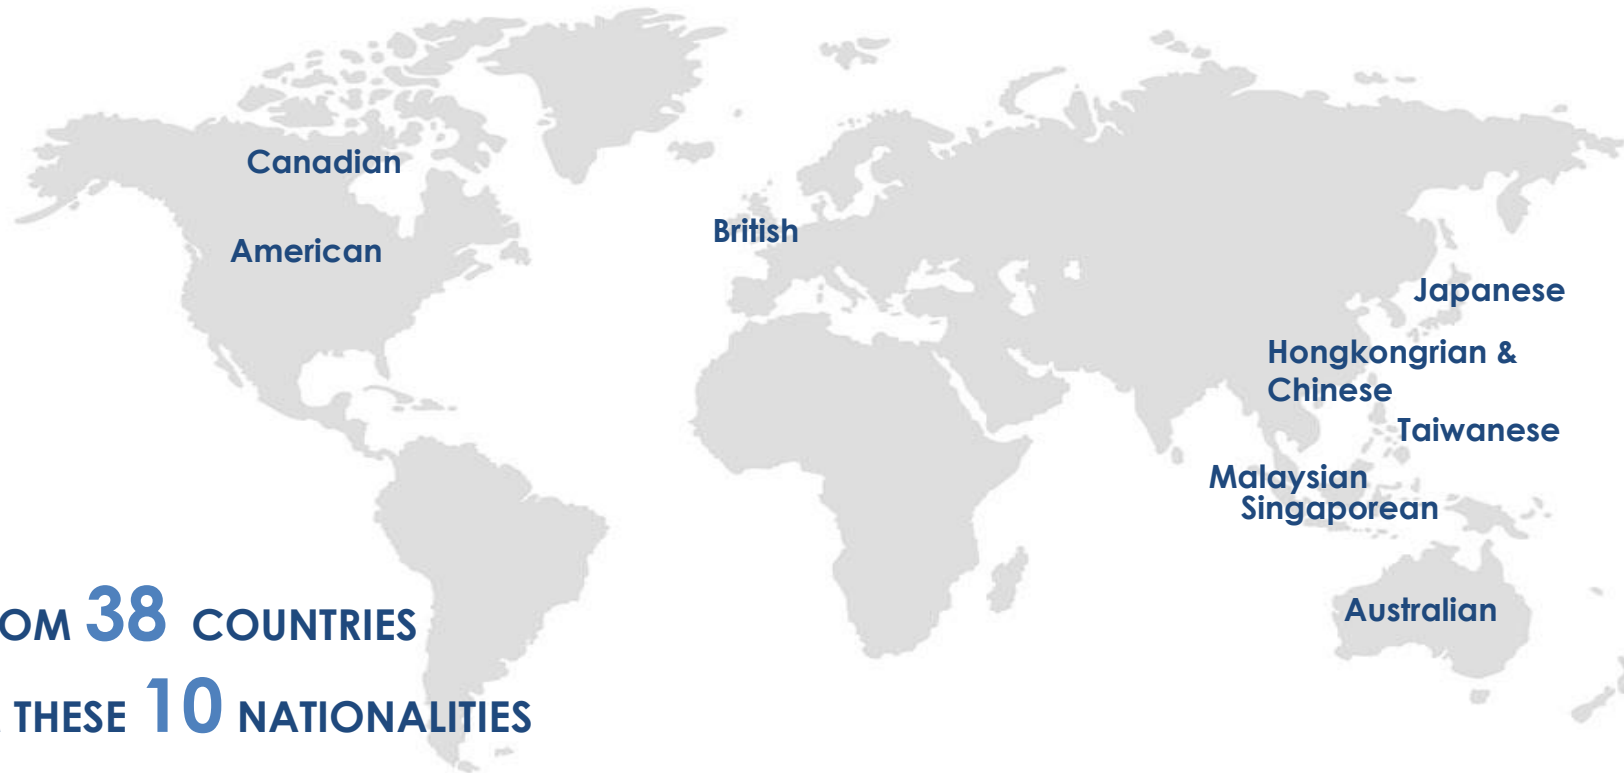 Canadian
American
British
Japanese
Hongkongrian &
Chinese
Taiwanese
Malaysian
Singaporean
Australian
OM 38 COUNTRIES
THESE 10 NATIONALITIES